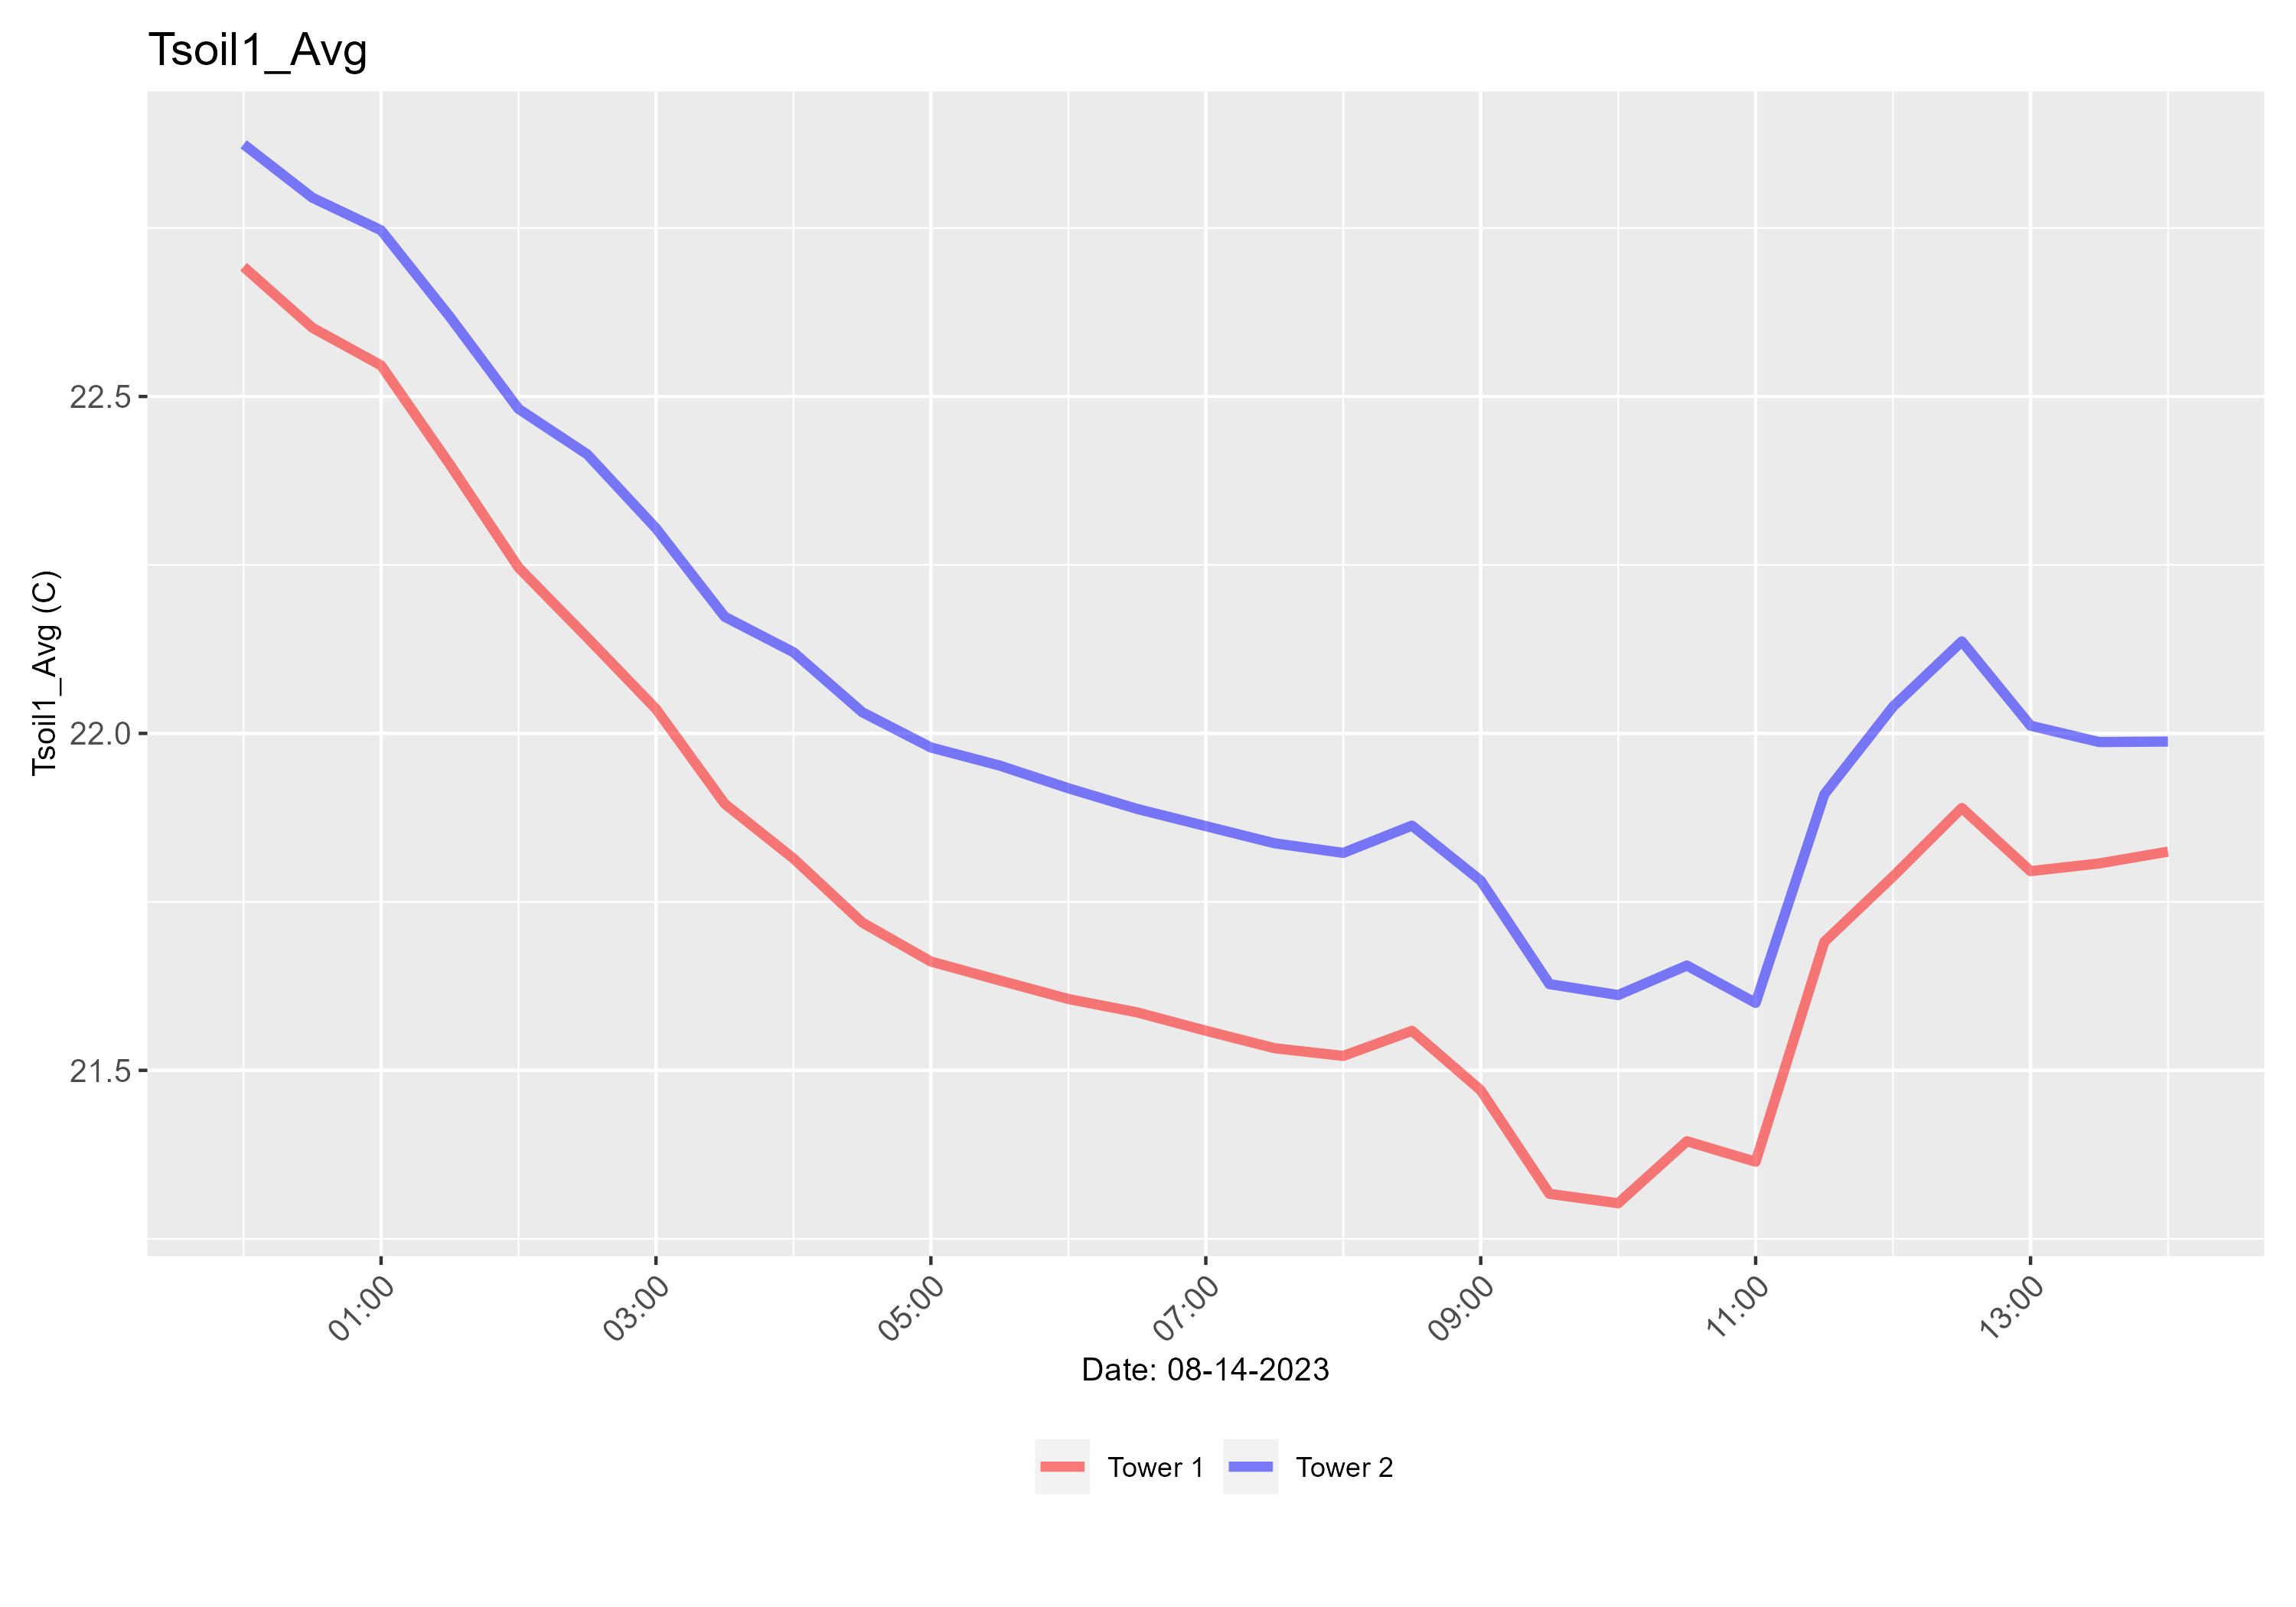 Tsoil1_Avg
Tsoil1_Avg (C)
22.5
22.0
21.5
01:00 03:00 05:00 07:00 09:00 11:00 13:00
Date: 08-14-2023
Tower 1 Tower 2